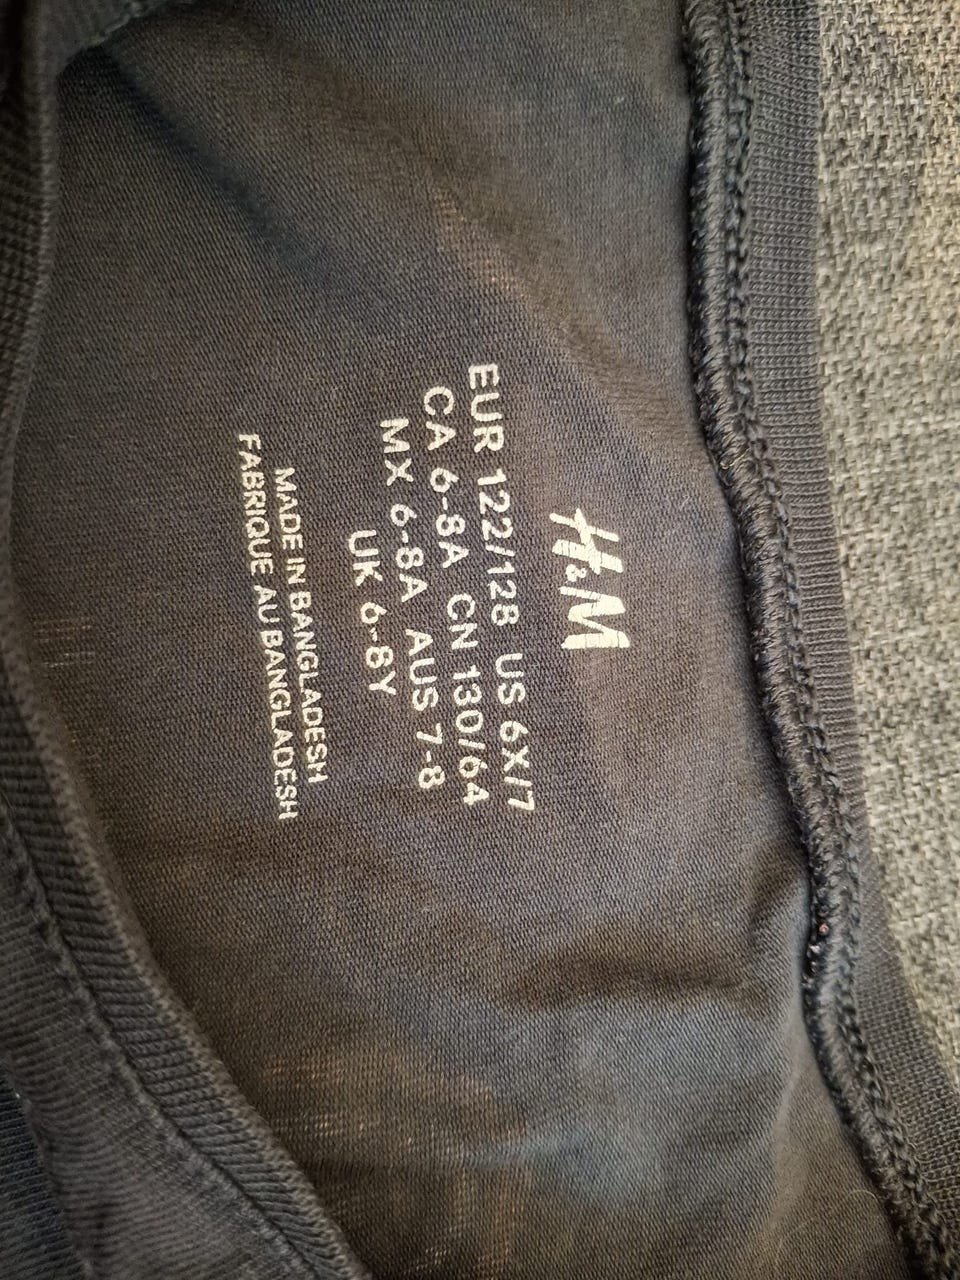 H&M
EUR 122/128 US 6X/7
CA 6-8A CN 130/64
MX 6-8A AUS 7-8
UK 6-8Y
MADE IN BANGLADESH
FABRIQUE AU BANGLADESH